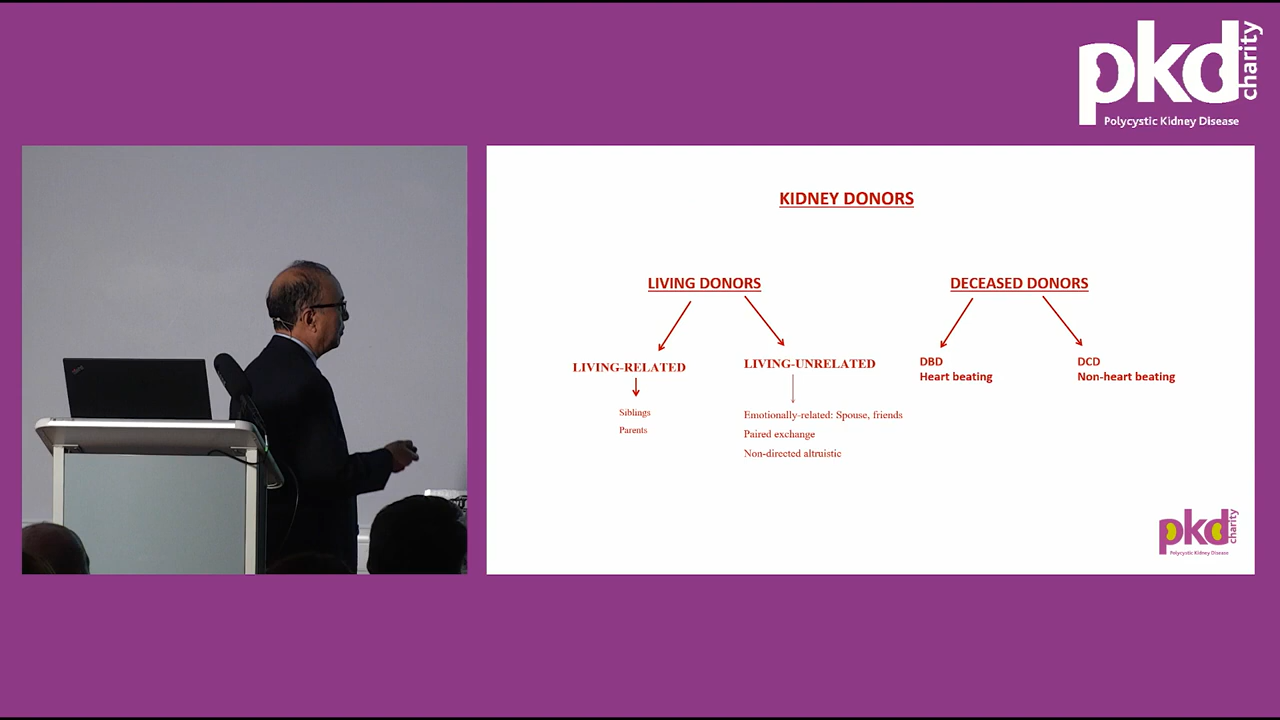 pkd
charity
Polycystic Kidney Disease
KIDNEY DONORS
LIVING DONORS
DECEASED DONORS
LIVING-RELATED
LIVING-UNRELATED
DBD
Heart beating
DCD
Non-heart beating
Siblings
Parents
Emotionally-related: Spouse, friends
Paired exchange
Non-directed altruistic
pkd
charity
Polycystic Kidney Disease